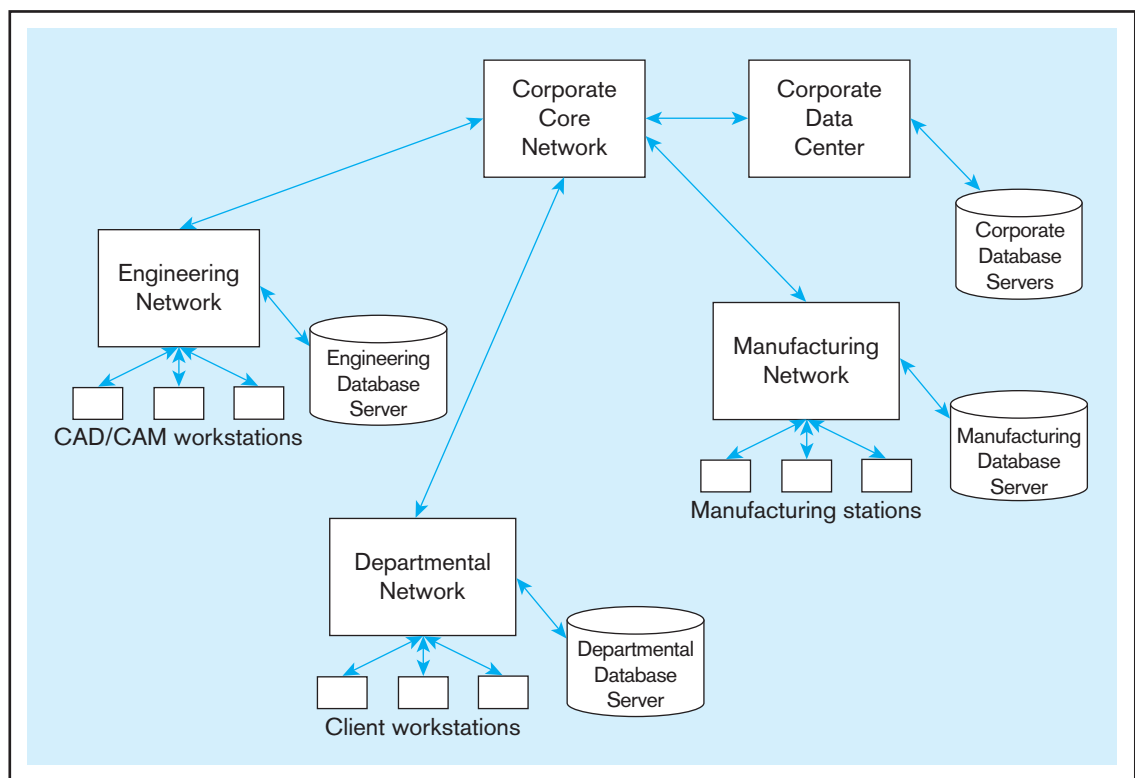 Corporate
Core
Network
Corporate
Data
Center
Corporate
Database
Servers
Engineering
Network
Engineering
Database
Server
CAD/CAM workstations
Manufacturing
Network
Manufacturing
Database
Server
Manufacturing stations
Departmental
Network
Departmental
Database
Server
Client workstations